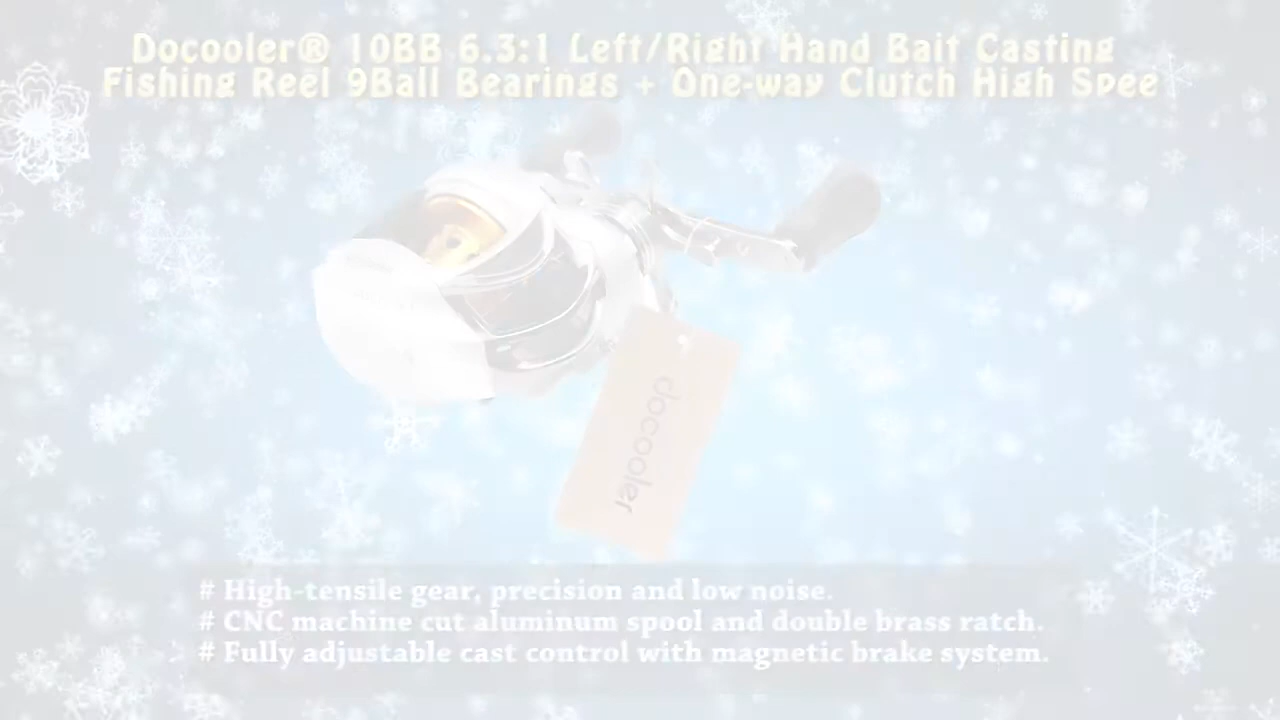 Docooler® 10BB 6.3:1 Left/Right Hand Bait Casting
Fishing Reel 9Ball Bearings + One-way Clutch High Spee
docooler
# High-tensile gear, precision and low noise.
# CNC machine cut aluminum spool and double brass ratch.
# Fully adjustable cast control with magnetic brake system.